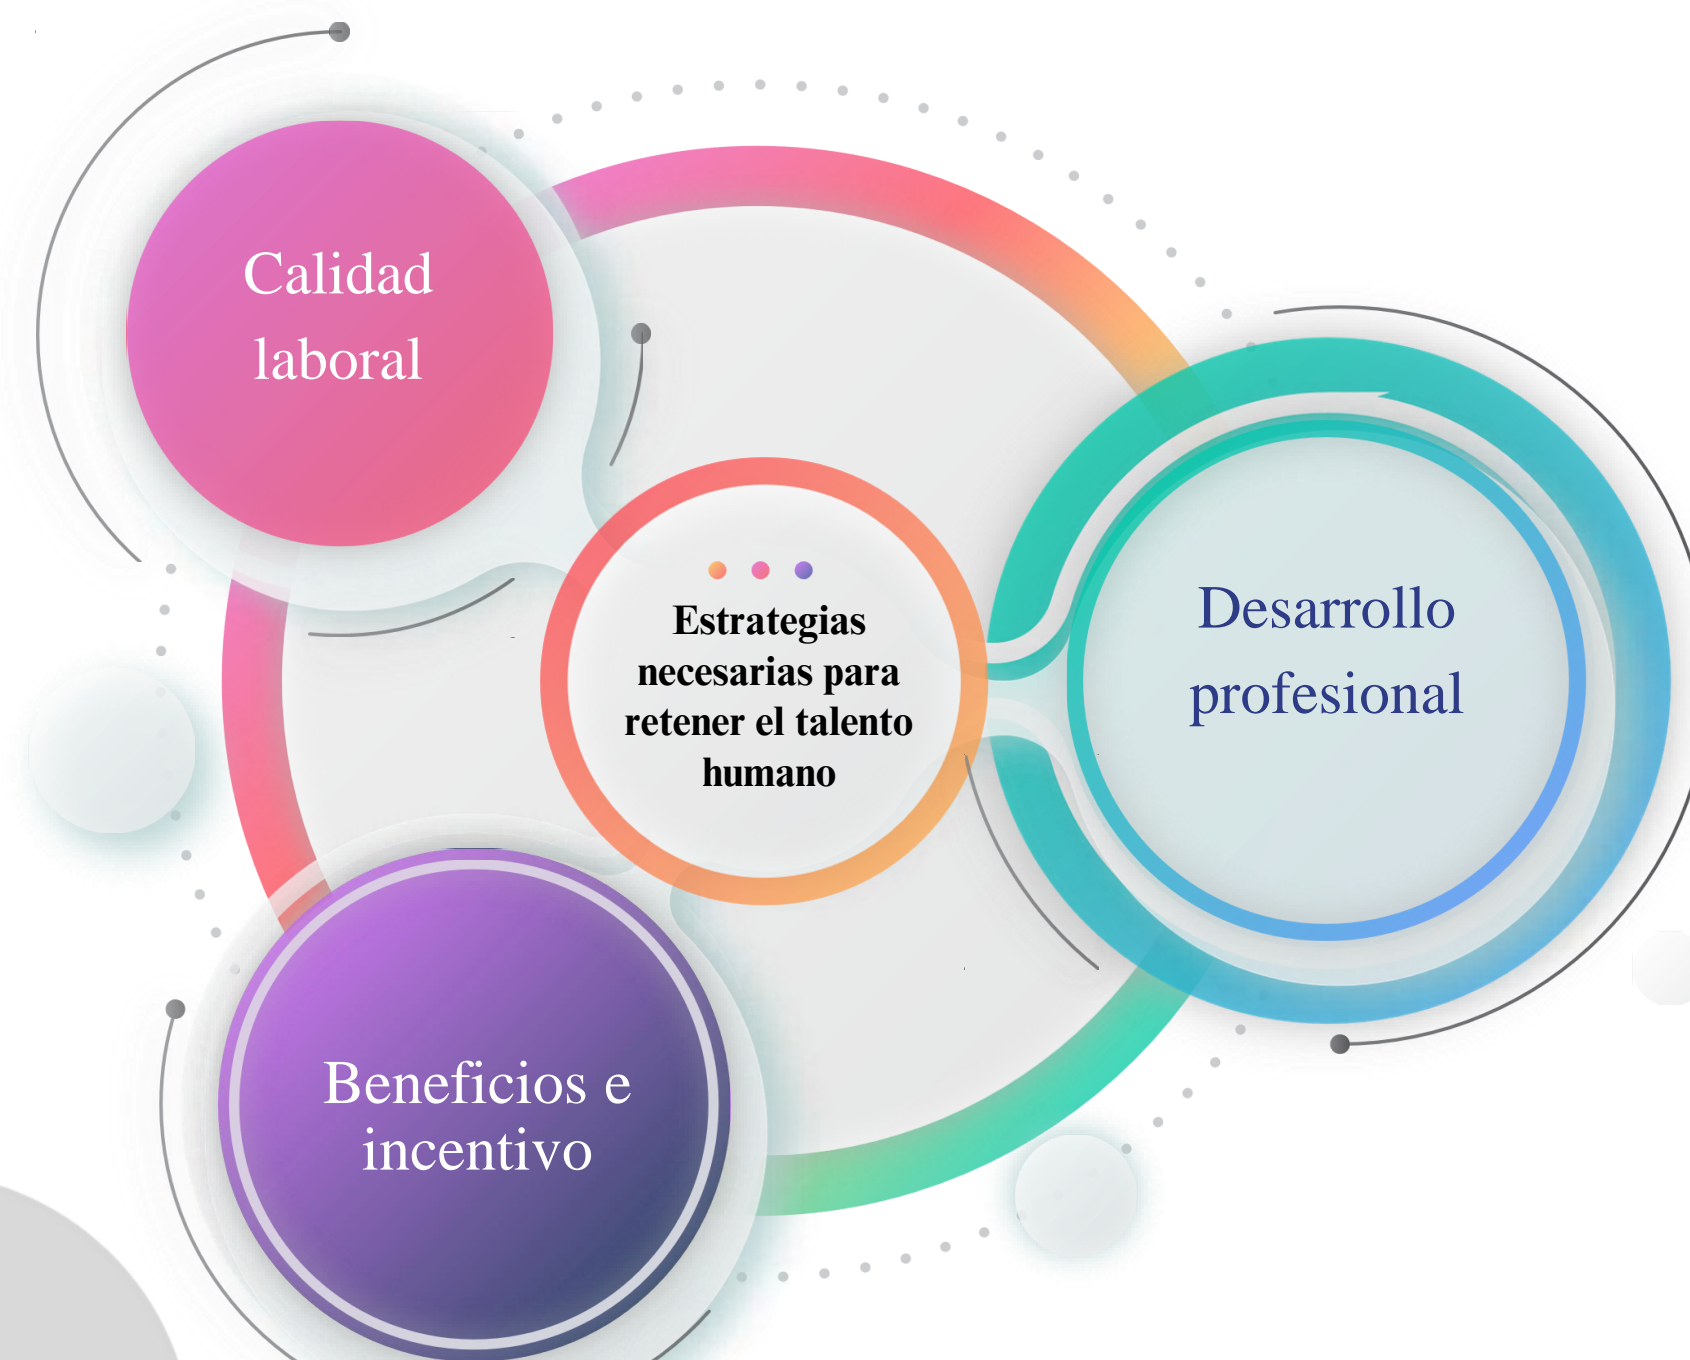 Calidad
laboral
Estrategias
necesarias para
retener el talento
humano
Desarrollo
profesional
Beneficios e
incentivo